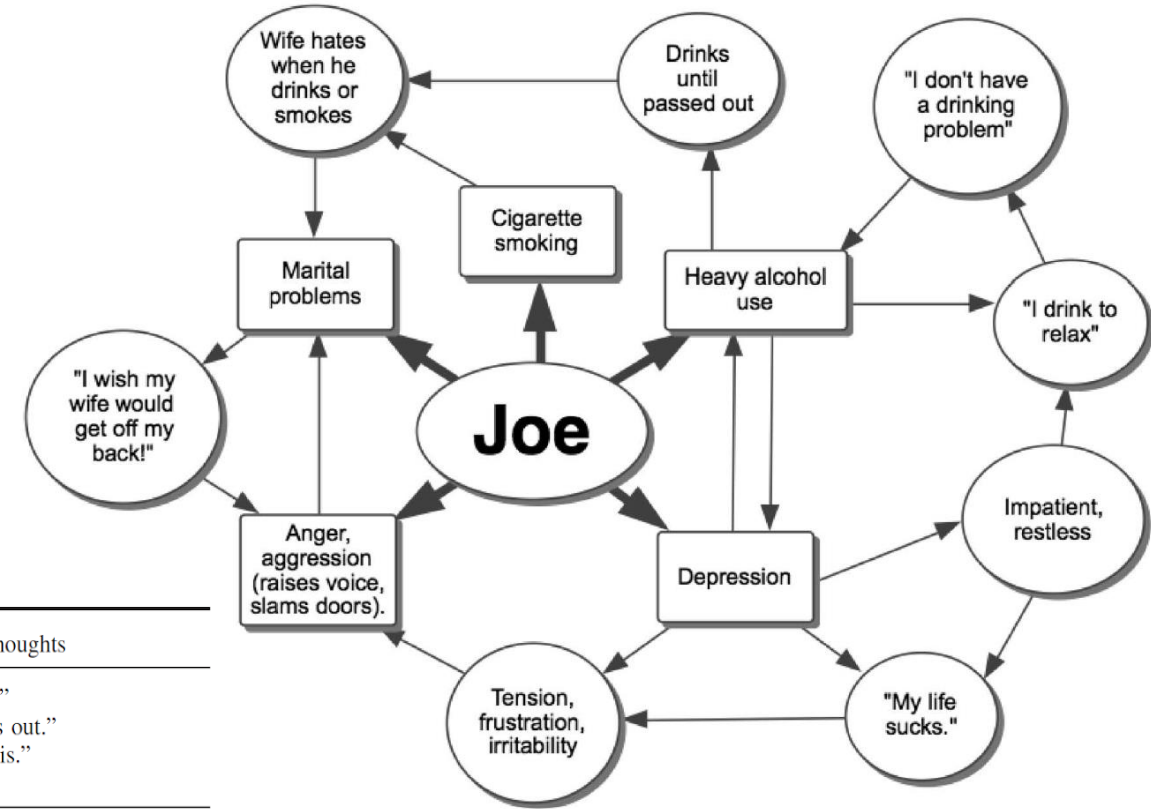 Wife hates
when he
drinks or
smokes
Drinks
until
passed out
"I don't have
a drinking
problem"
Cigarette
smoking
Marital
problems
Heavy alcohol
use
"I drink to
relax"
"I wish my
wife would
get off my
back!"
Joe
Anger,
aggression
(raises voice,
slams doors).
Depression
Impatient,
restless
Tension,
frustration,
irritability
"My life
sucks."
out.”